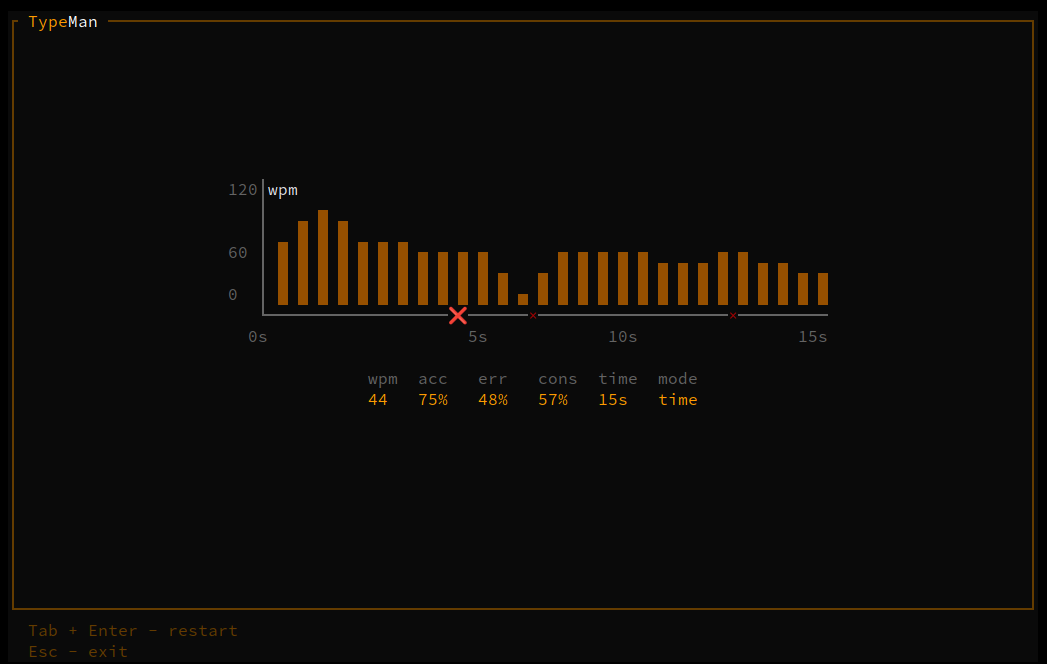 TypeMan
120 wpm
60
0
0s 5s 10s 15s
wpm acc err cons time mode
44 75% 48% 57% 15s time
Tab + Enter - restart
Esc - exit